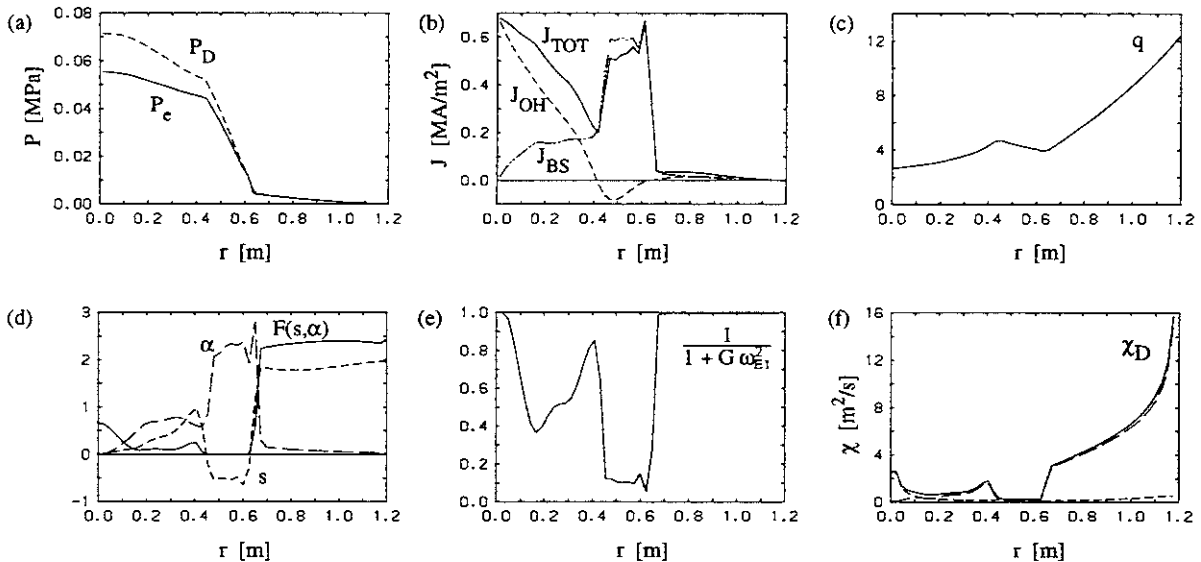 (a)
P [MPa]
0.08
0.06
0.04
0.02
0.00
P_D
P_e
0.0 0.2 0.4 0.6 0.8 1.0 1.2
r [m]
(b)
J [MA/m²]
0.6
0.4
0.2
0.0
J_TOT
J_OH
J_BS
0.0 0.2 0.4 0.6 0.8 1.0 1.2
r [m]
(c)
12
8
4
0
q
0.0 0.2 0.4 0.6 0.8 1.0 1.2
r [m]
(d)
3
2
1
0
-1
α
F(s,α)
s
0.0 0.2 0.4 0.6 0.8 1.0 1.2
r [m]
(e)
1.0
0.8
0.6
0.4
0.2
0.0
1
1 + G ω²_E1
0.0 0.2 0.4 0.6 0.8 1.0 1.2
r [m]
(f)
χ [m²/s]
16
12
8
4
0
χ_D
0.0 0.2 0.4 0.6 0.8 1.0 1.2
r [m]